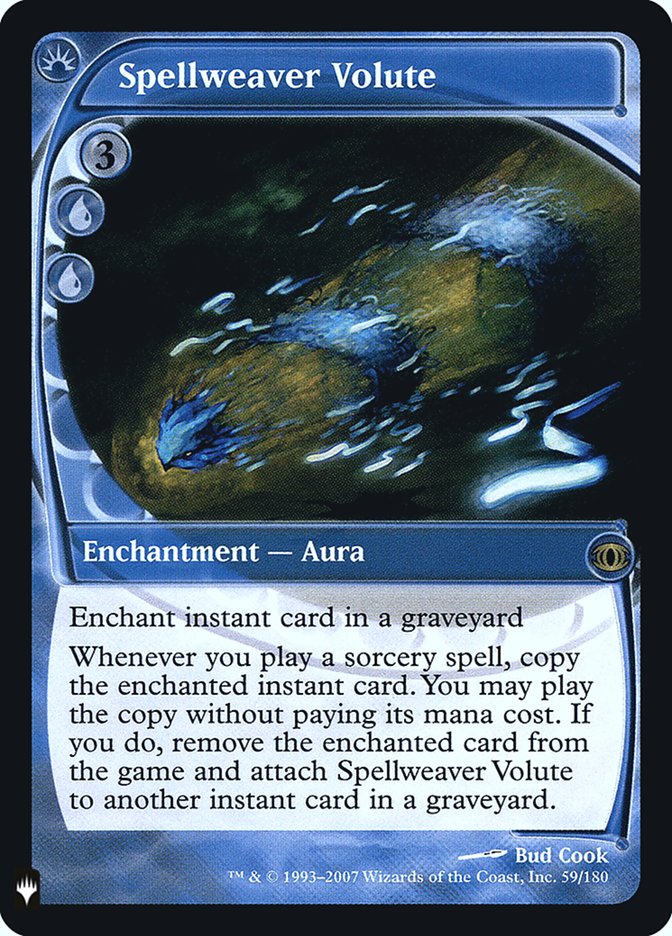 Spellweaver Volute
3
Enchantment — Aura
Enchant instant card in a graveyard
Whenever you play a sorcery spell, copy
the enchanted instant card. You may play
the copy without paying its mana cost. If
you do, remove the enchanted card from
the game and attach Spellweaver Volute
to another instant card in a graveyard.
Bud Cook
™ & © 1993–2007 Wizards of the Coast, Inc. 59/180